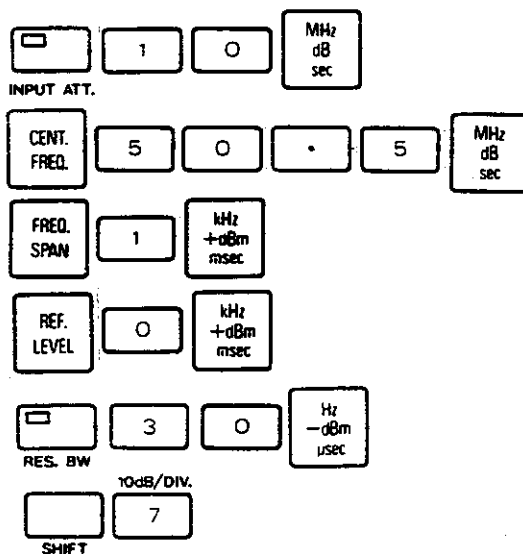 1 0 MHz dB sec
INPUT ATT.
CENT. FREQ. 5 0 . 5 MHz dB sec
FREQ. SPAN 1 kHz +dBm msec
REF. LEVEL 0 kHz +dBm msec
3 0 Hz −dBm μsec
RES. BW
10dB/DIV.
7
SHIFT